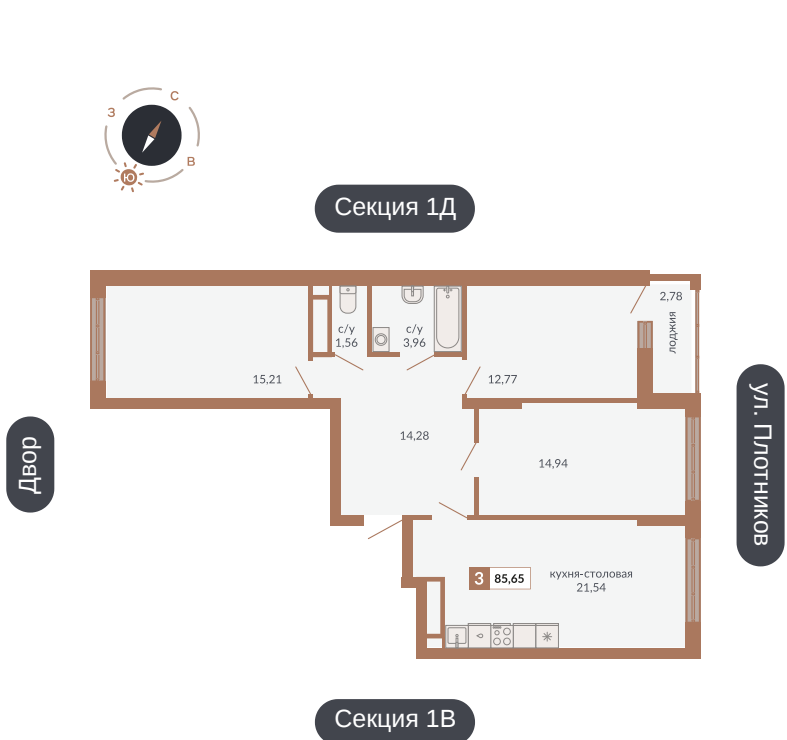 С
З
В
Ю
Секция 1Д
2,78
лоджия
с/у
1,56
с/у
3,96
15,21
12,77
14,28
14,94
Двор
ул. Плотников
3 85,65
кухня-столовая
21,54
Секция 1В